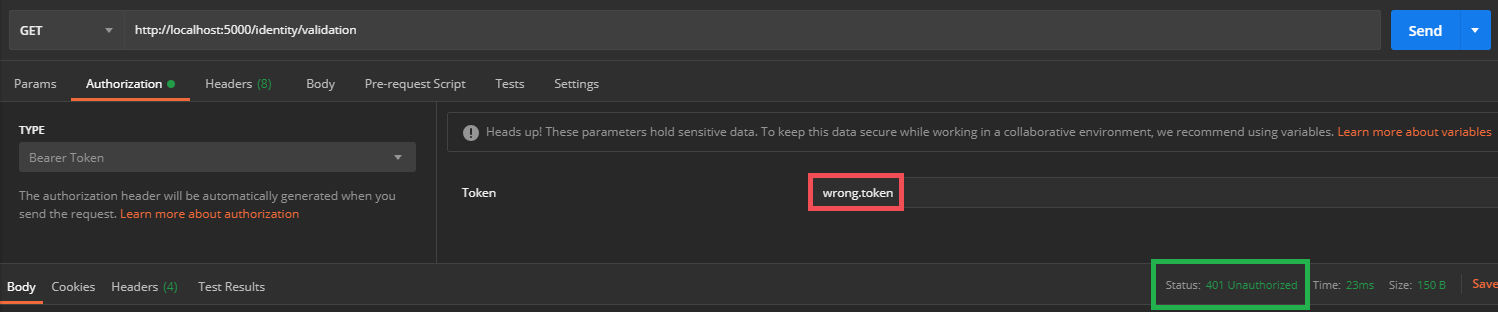 GET http://localhost:5000/identity/validation Send
Params Authorization Headers (8) Body Pre-request Script Tests Settings
TYPE
Bearer Token
The authorization header will be automatically generated when you
send the request. Learn more about authorization
Heads up! These parameters hold sensitive data. To keep this data secure while working in a collaborative environment, we recommend using variables. Learn more about variables
Token wrong.token
Body Cookies Headers (4) Test Results Status: 401 Unauthorized Time: 23ms Size: 150 B Save